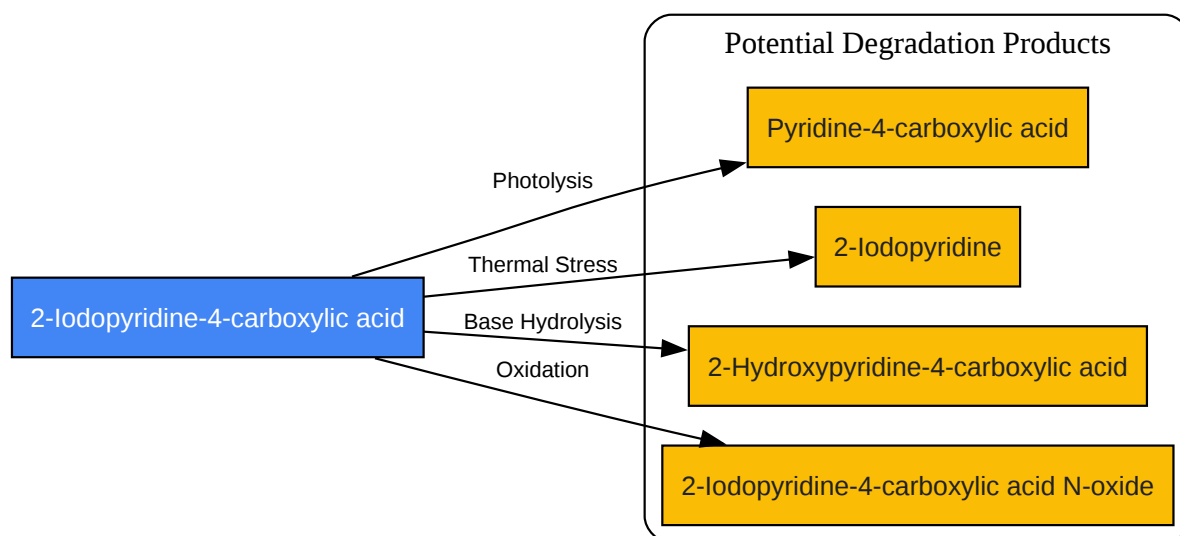 Potential Degradation Products
Pyridine-4-carboxylic acid
Photolysis
2-Iodopyridine
Thermal Stress
2-Iodopyridine-4-carboxylic acid
Base Hydrolysis
2-Hydroxypyridine-4-carboxylic acid
Oxidation
2-Iodopyridine-4-carboxylic acid N-oxide